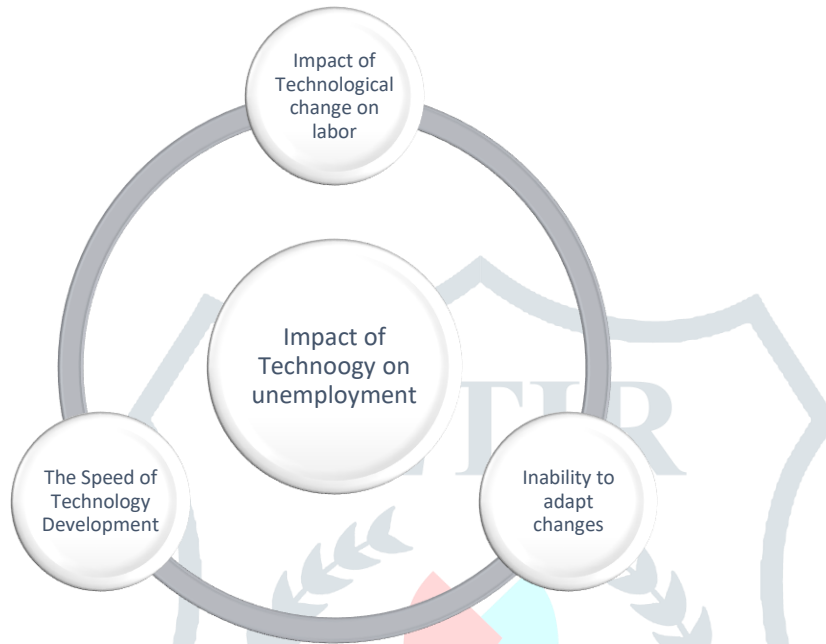 Impact of
Technological
change on
labor
Impact of
Technoogy on
unemployment
The Speed of
Technology
Development
Inability to
adapt
changes
TIR